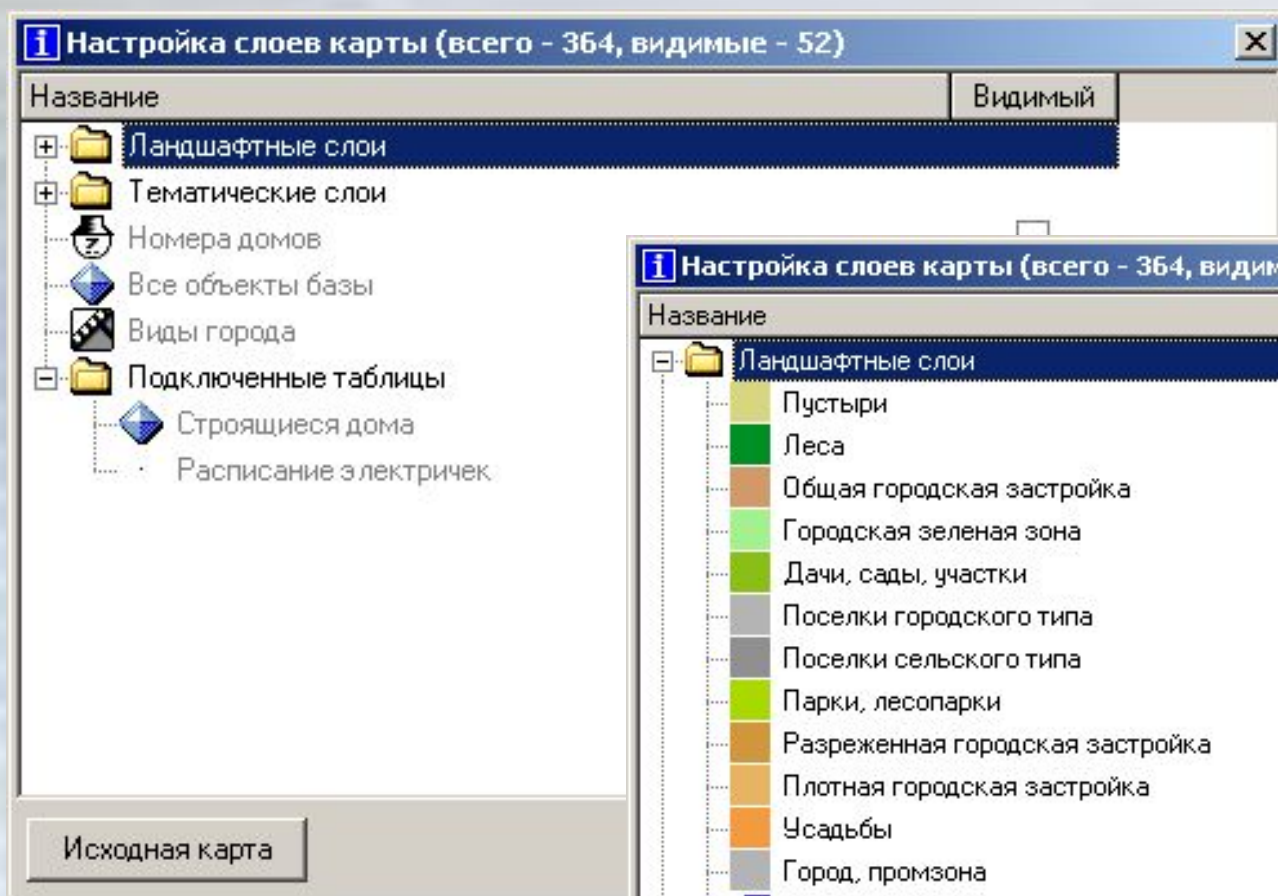 Настройка слоев карты (всего - 364, видимые - 52)
Название
Видимый
Ландшафтные слои
Тематические слои
Номера домов
Все объекты базы
Виды города
Подключенные таблицы
Строящиеся дома
Расписание электричек
Исходная карта
Настройка слоев карты (всего - 364, видим
Название
Ландшафтные слои
Пустыри
Леса
Общая городская застройка
Городская зеленая зона
Дачи, сады, участки
Поселки городского типа
Поселки сельского типа
Парки, лесопарки
Разреженная городская застройка
Плотная городская застройка
Усадьбы
Город, промзона